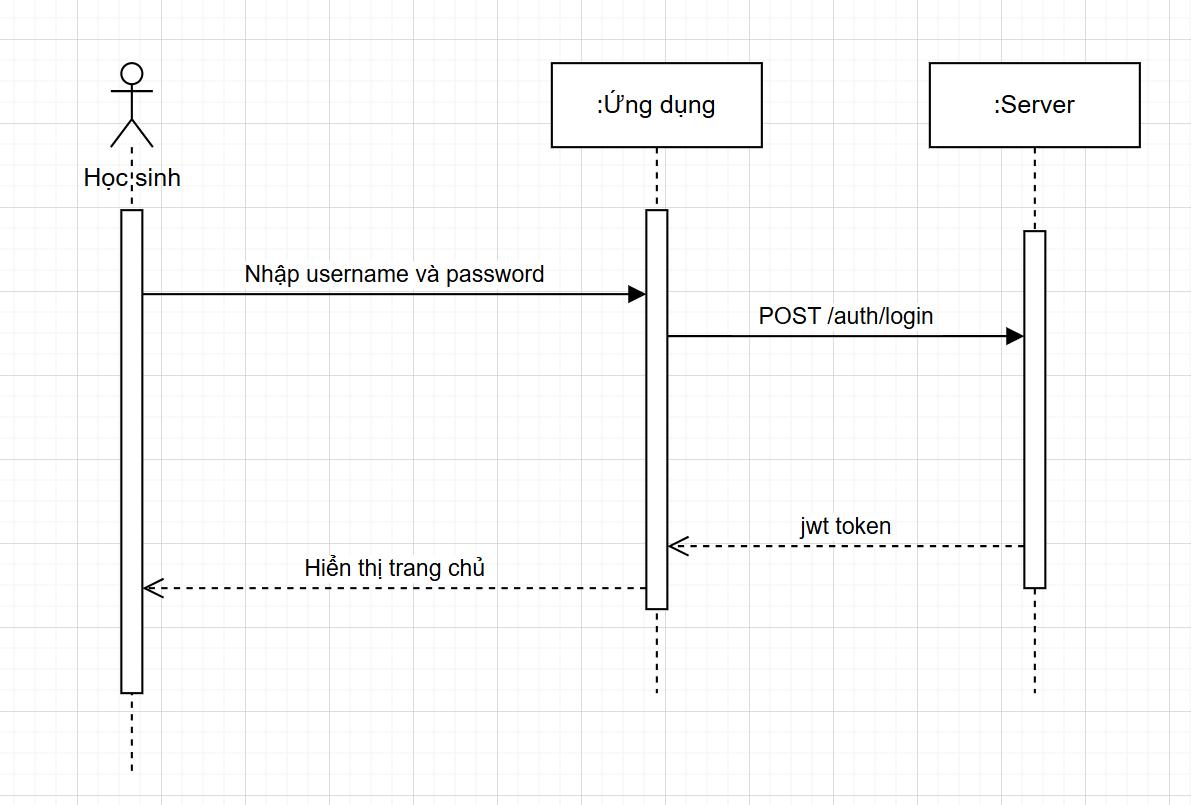 :Ứng dụng
:Server
Học sinh
Nhập username và password
POST /auth/login
jwt token
Hiển thị trang chủ